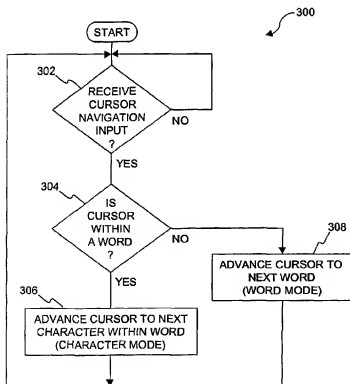 300
START
302
RECEIVE
CURSOR
NAVIGATION
INPUT
?
NO
YES
304
IS
CURSOR
WITHIN
A WORD
?
NO
308
ADVANCE CURSOR TO
NEXT WORD
(WORD MODE)
YES
306
ADVANCE CURSOR TO NEXT
CHARACTER WITHIN WORD
(CHARACTER MODE)